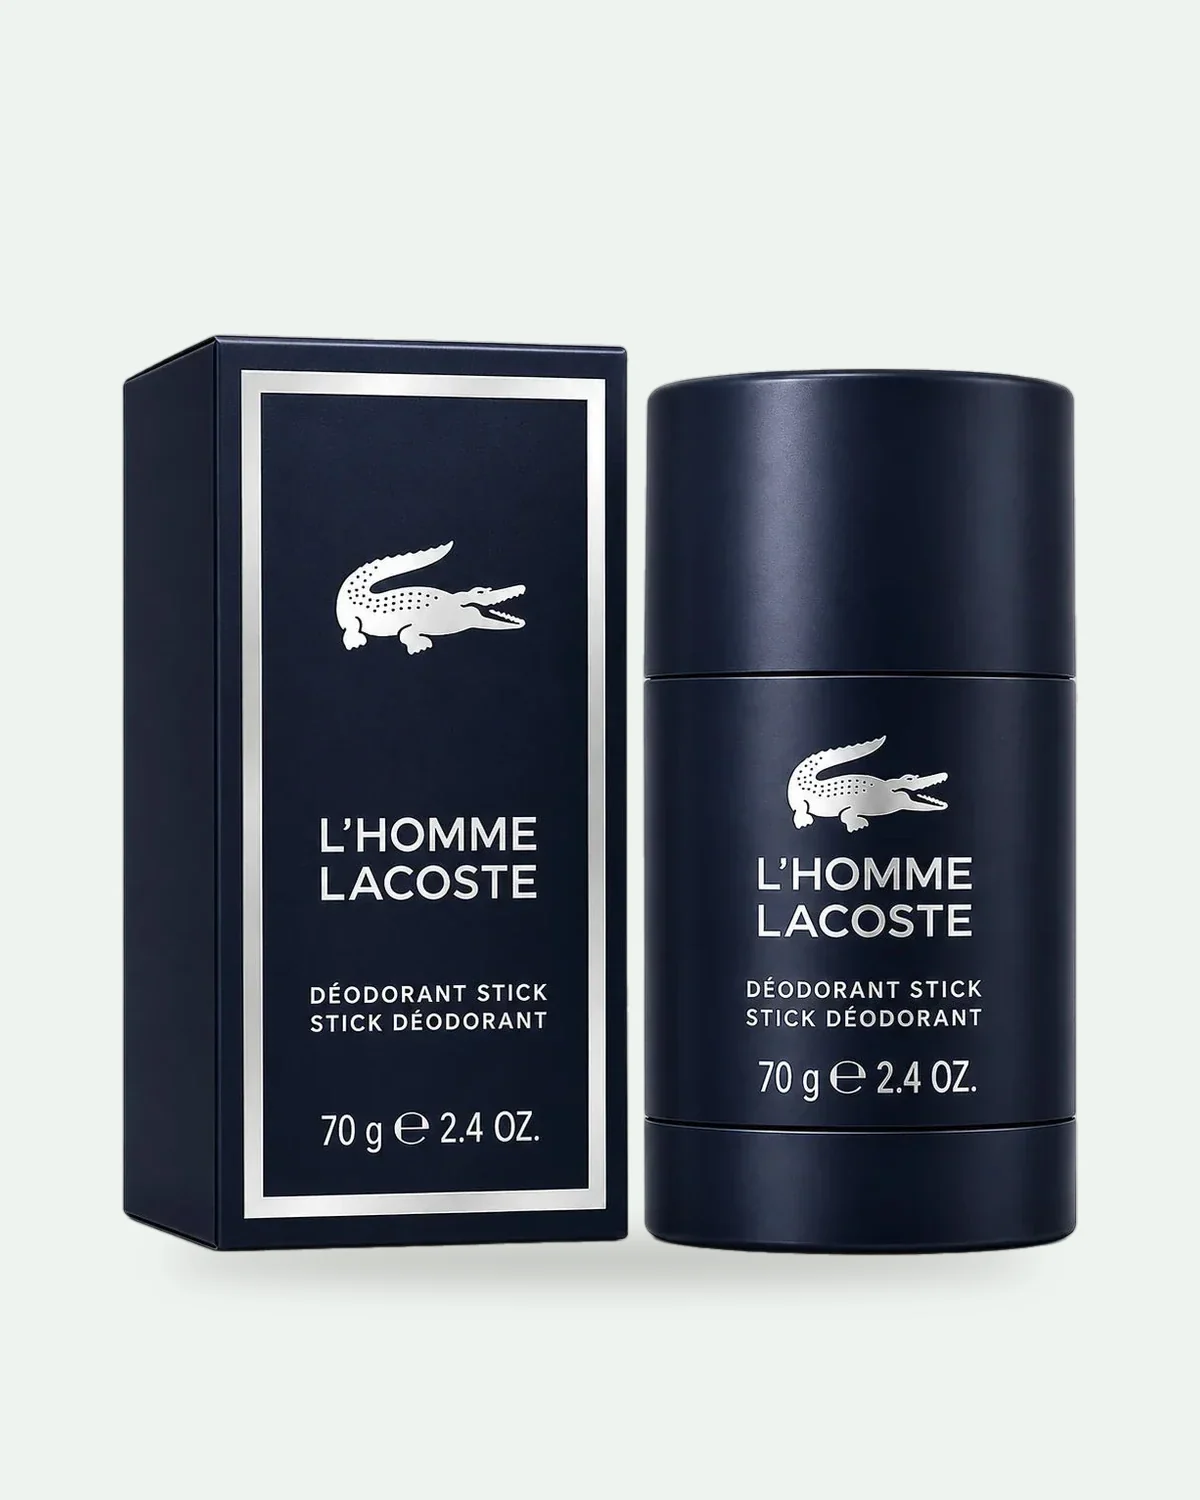 L'HOMME
LACOSTE
DÉODORANT STICK
STICK DÉODORANT
70 g ℮ 2.4 OZ.
L'HOMME
LACOSTE
DÉODORANT STICK
STICK DÉODORANT
70 g ℮ 2.4 OZ.